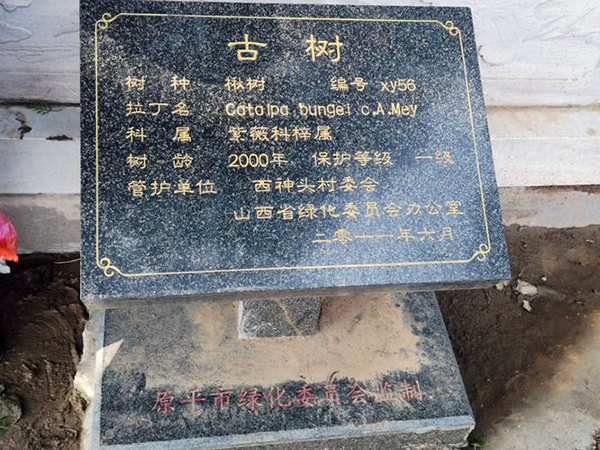 古树
树 种 楸树 编号 xy56
拉丁名 Catalpa bungei c.A.Mey
科 属 紫薇科梓属
树 龄 2000年 保护等级 一级
管护单位 西神头村委会
山西省绿化委员会办公室
二零一一年六月
原平市绿化委员会监制